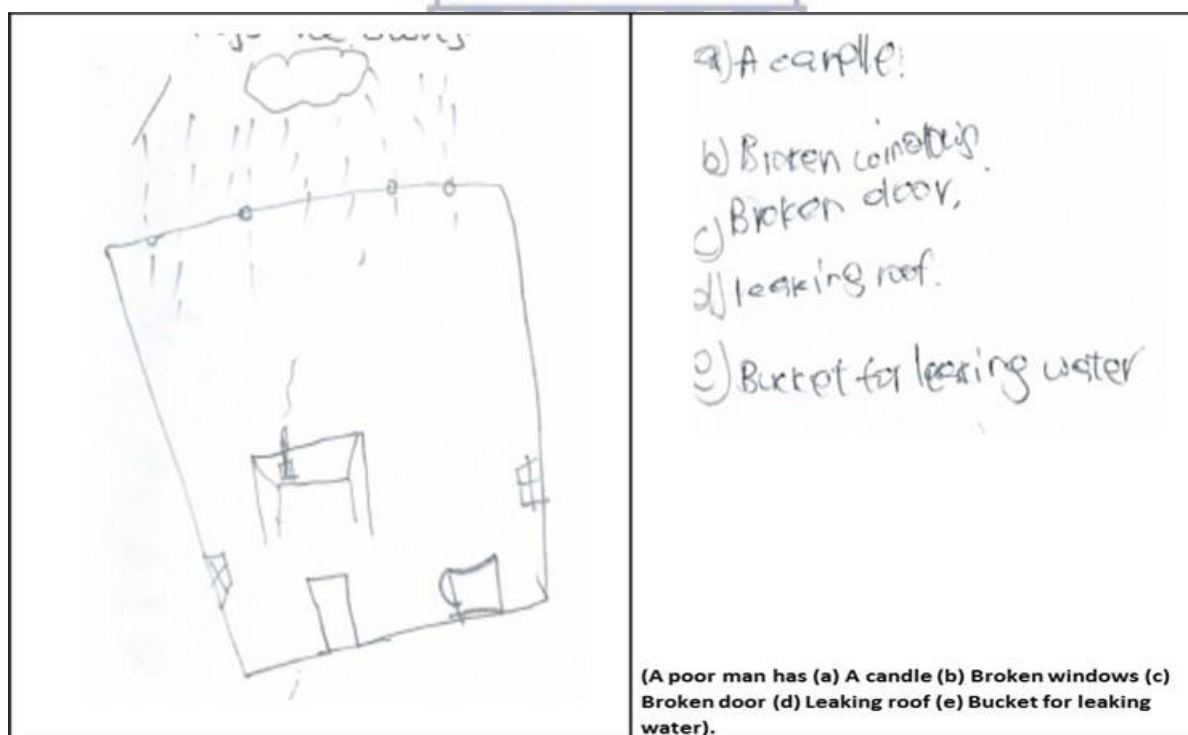 a) A candle.
b) Broken windows
c) Broken door,
d) leaking roof.
e) Bucket for leaking water
(A poor man has (a) A candle (b) Broken windows (c)
Broken door (d) Leaking roof (e) Bucket for leaking
water).